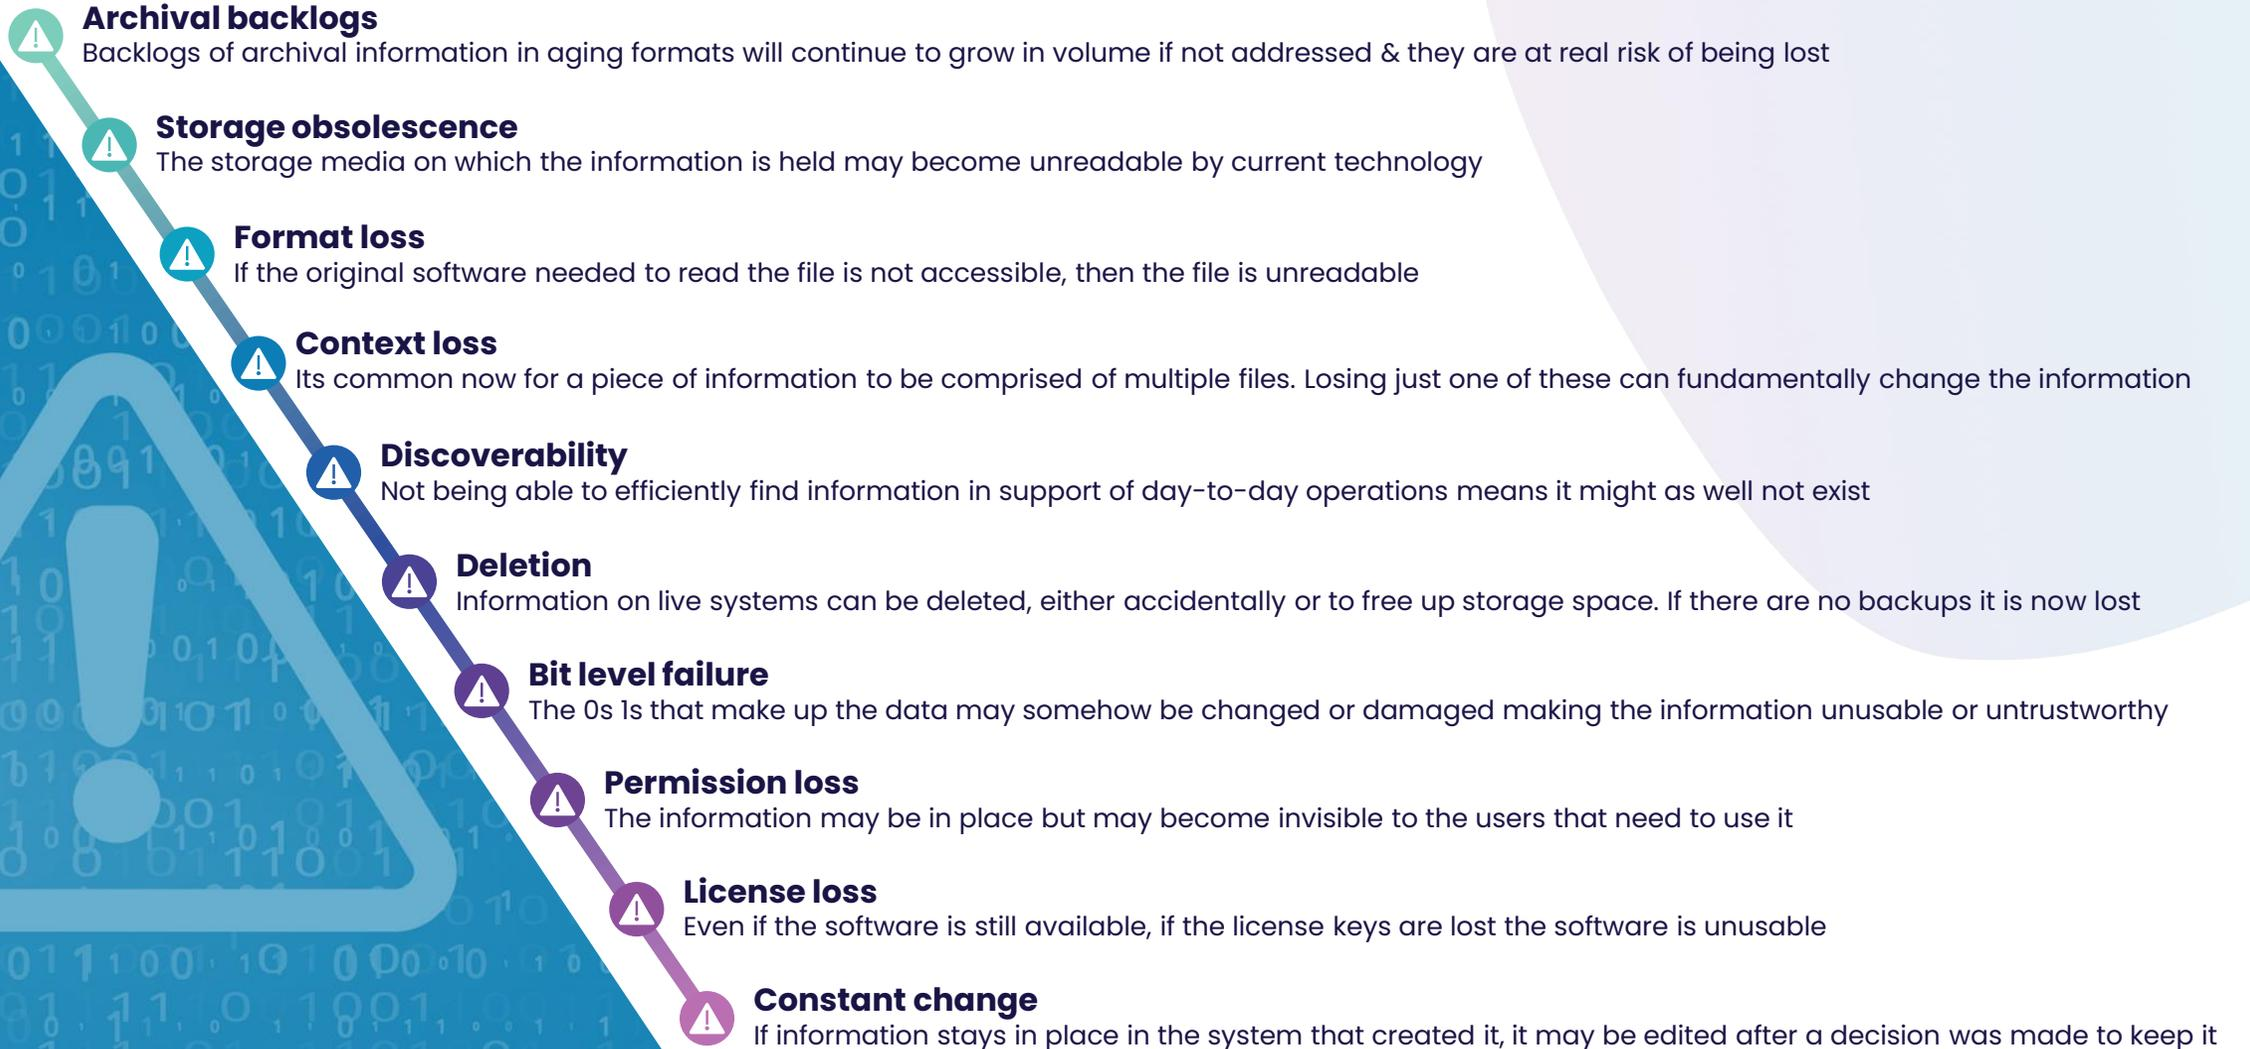 Archival backlogs
Backlogs of archival information in aging formats will continue to grow in volume if not addressed & they are at real risk of being lost
Storage obsolescence
The storage media on which the information is held may become unreadable by current technology
Format loss
If the original software needed to read the file is not accessible, then the file is unreadable
Context loss
Its common now for a piece of information to be comprised of multiple files. Losing just one of these can fundamentally change the information
Discoverability
Not being able to efficiently find information in support of day-to-day operations means it might as well not exist
Deletion
Information on live systems can be deleted, either accidentally or to free up storage space. If there are no backups it is now lost
Bit level failure
The 0s 1s that make up the data may somehow be changed or damaged making the information unusable or untrustworthy
Permission loss
The information may be in place but may become invisible to the users that need to use it
License loss
Even if the software is still available, if the license keys are lost the software is unusable
Constant change
If information stays in place in the system that created it, it may be edited after a decision was made to keep it